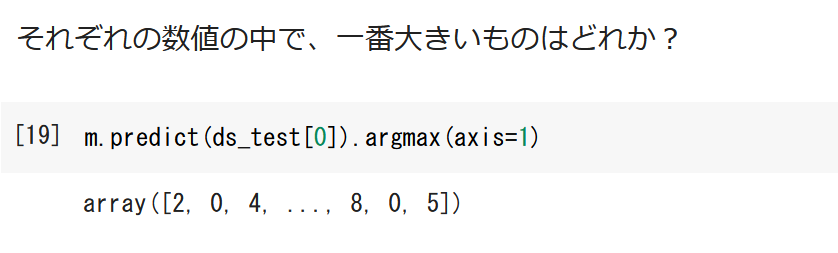 それぞれの数値の中で、一番大きいものはどれか？
[19] m.predict(ds_test[0]).argmax(axis=1)
array([2, 0, 4, ..., 8, 0, 5])